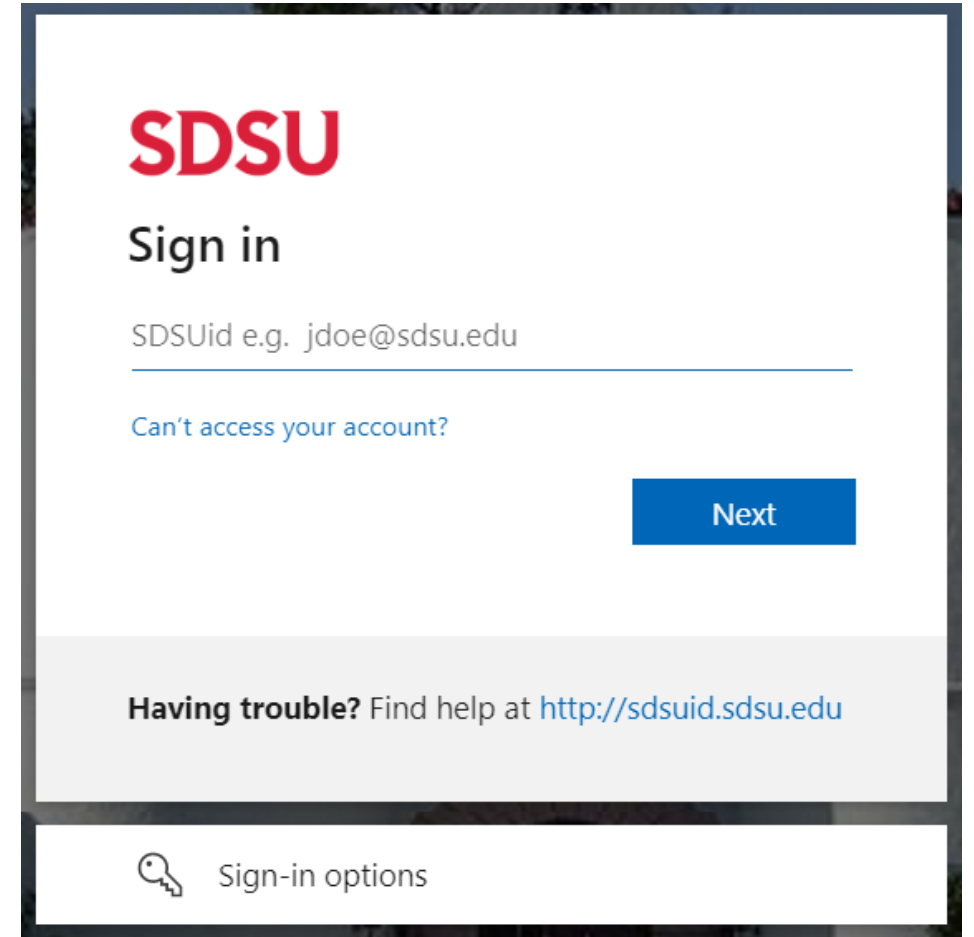 SDSU
Sign in
SDSUid e.g. jdoe@sdsu.edu
Can't access your account?
Next
Having trouble? Find help at http://sdsuid.sdsu.edu
Sign-in options